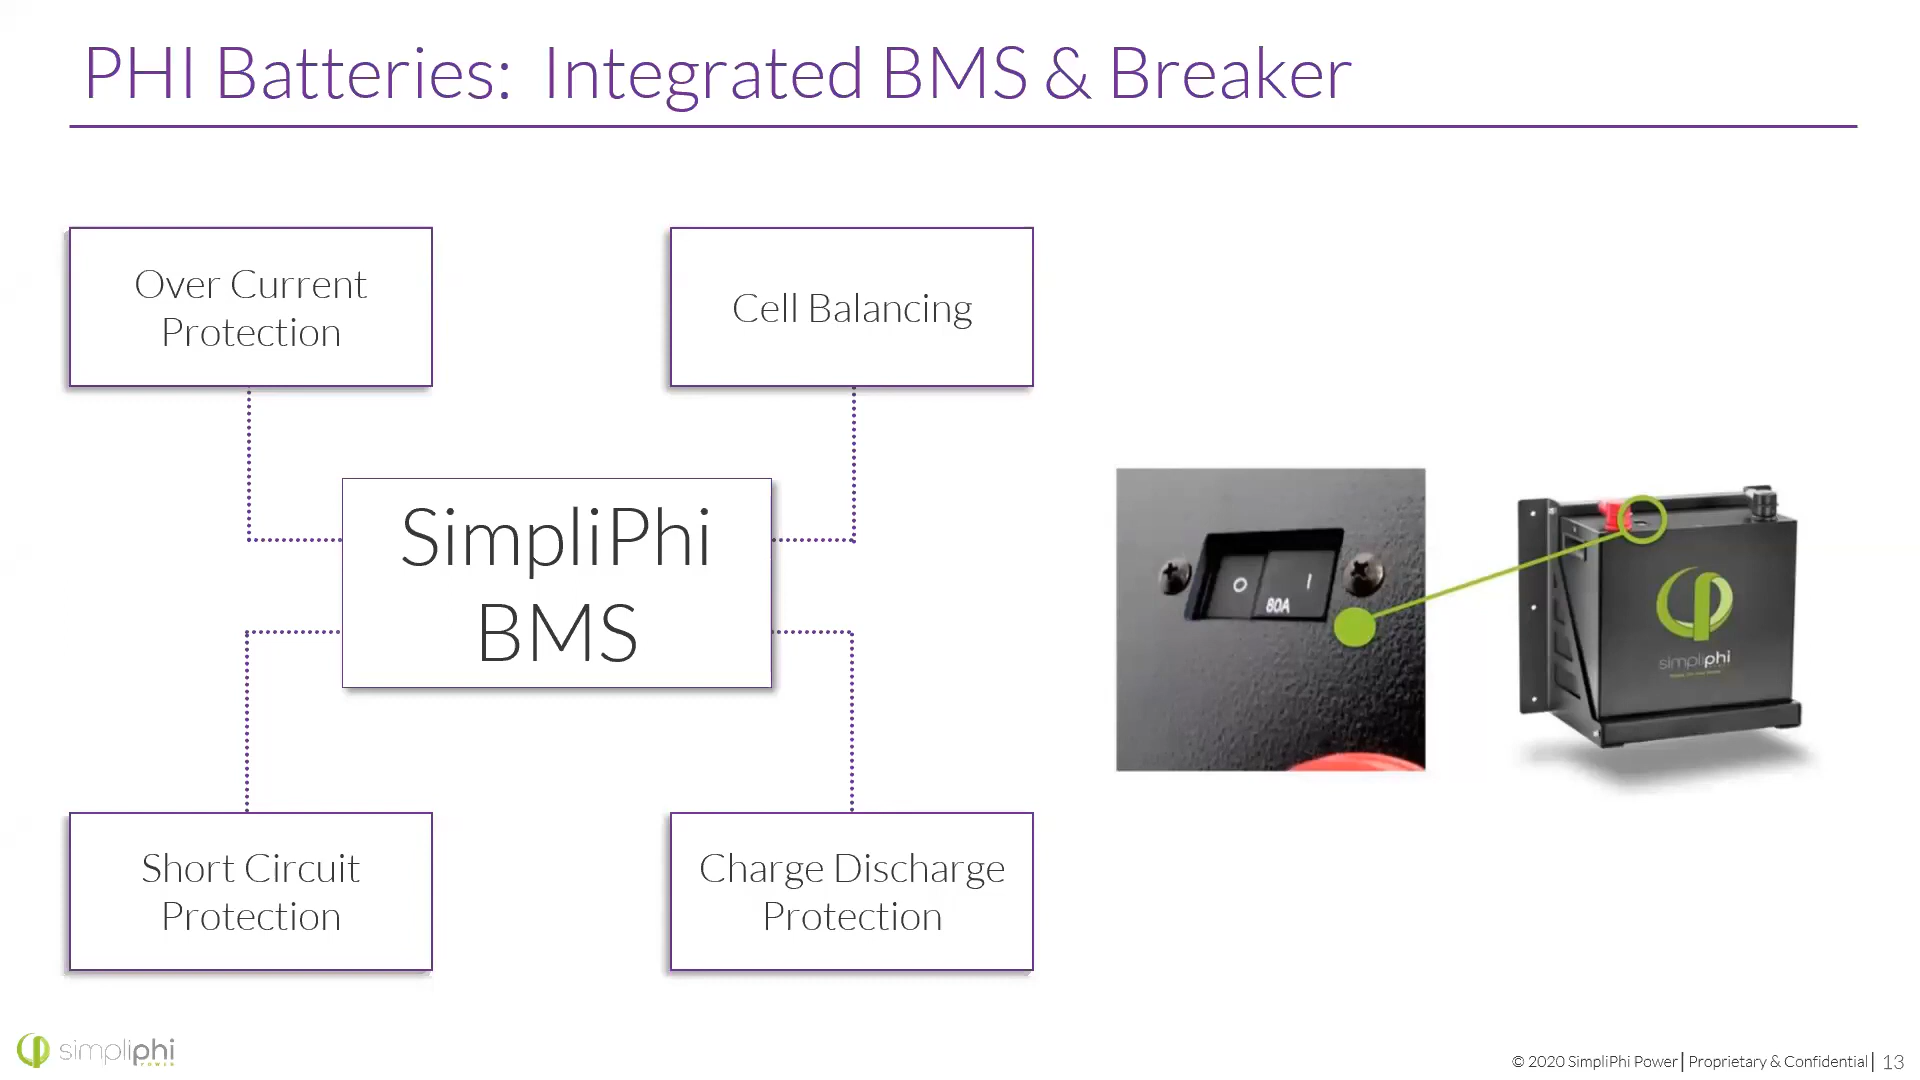 PHI Batteries: Integrated BMS & Breaker
Over Current
Protection
Cell Balancing
SimpliPhi
BMS
Short Circuit
Protection
Charge Discharge
Protection
O I
80A
simpliphi
simpliphi
POWER
© 2020 SimpliPhi Power| Proprietary & Confidential| 13